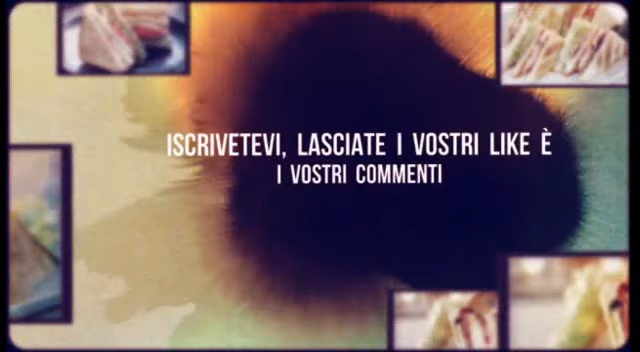 ISCRIVETEVI, LASCIATE I VOSTRI LIKE È
I VOSTRI COMMENTI